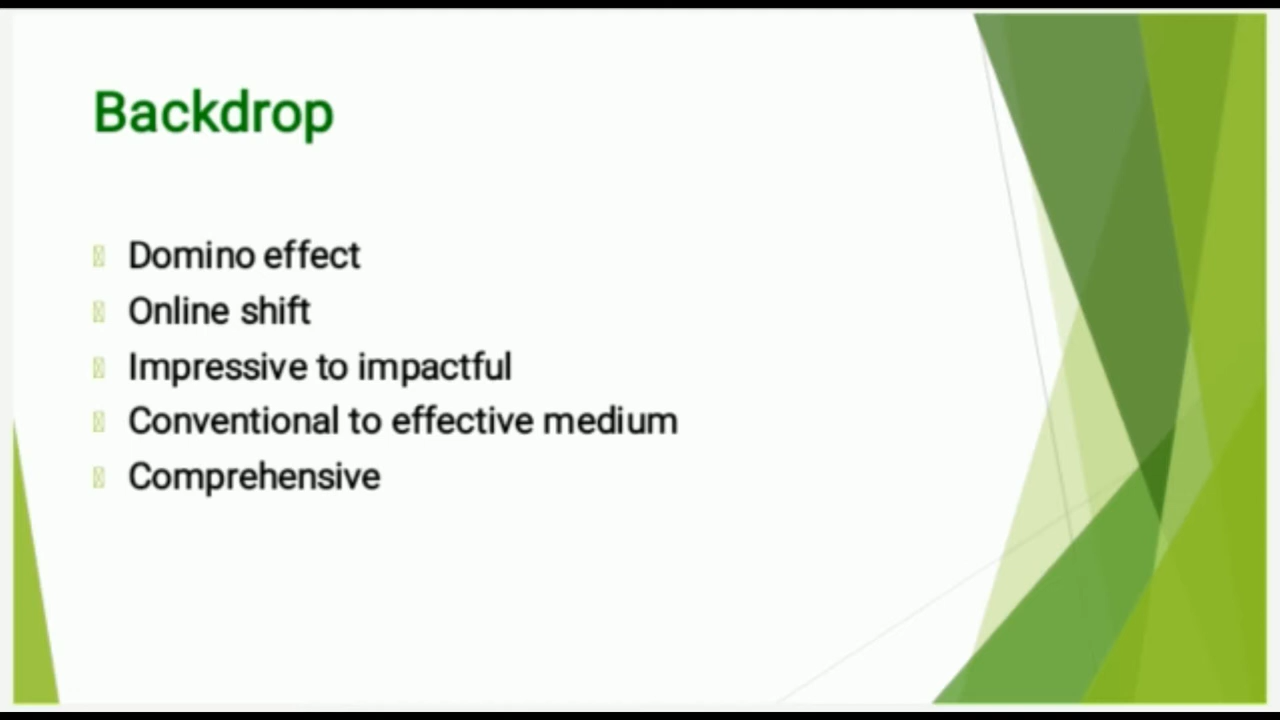 Backdrop
Domino effect
Online shift
Impressive to impactful
Conventional to effective medium
Comprehensive